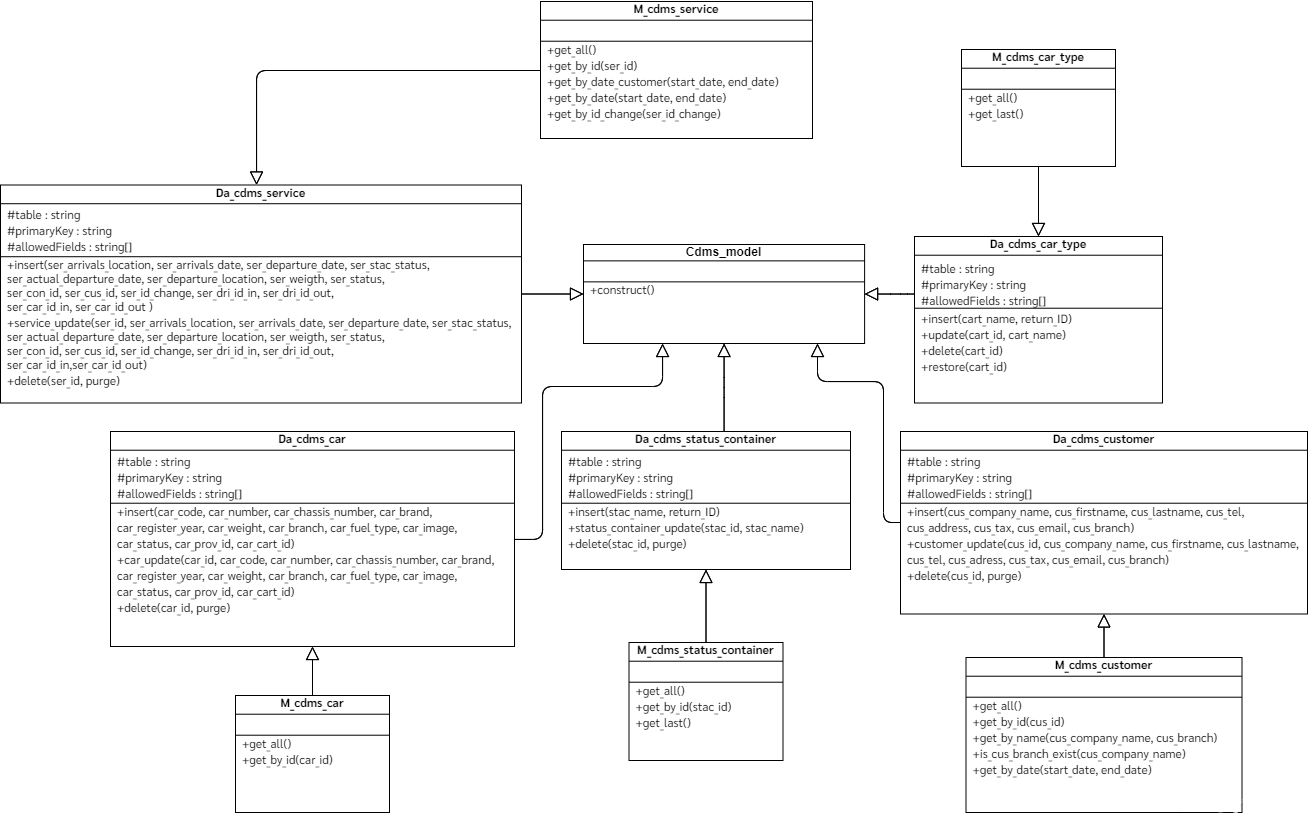 M_cdms_service
+get_all()
+get_by_id(ser_id)
+get_by_date_customer(start_date, end_date)
+get_by_date(start_date, end_date)
+get_by_id_change(ser_id_change)
M_cdms_car_type
+get_all()
+get_last()
Da_cdms_service
#table : string
#primaryKey : string
#allowedFields : string[]
+insert(ser_arrivals_location, ser_arrivals_date, ser_departure_date, ser_stac_status,
ser_actual_departure_date, ser_departure_location, ser_weigth, ser_status,
ser_con_id, ser_cus_id, ser_id_change, ser_dri_id_in, ser_dri_id_out,
ser_car_id_in, ser_car_id_out )
+service_update(ser_id, ser_arrivals_location, ser_arrivals_date, ser_departure_date, ser_stac_status,
ser_actual_departure_date, ser_departure_location, ser_weigth, ser_status,
ser_con_id, ser_cus_id, ser_id_change, ser_dri_id_in, ser_dri_id_out,
ser_car_id_in,ser_car_id_out)
+delete(ser_id, purge)
Cdms_model
+construct()
Da_cdms_car_type
#table : string
#primaryKey : string
#allowedFields : string[]
+insert(cart_name, return_ID)
+update(cart_id, cart_name)
+delete(cart_id)
+restore(cart_id)
Da_cdms_car
#table : string
#primaryKey : string
#allowedFields : string[]
+insert(car_code, car_number, car_chassis_number, car_brand,
car_register_year, car_weight, car_branch, car_fuel_type, car_image,
car_status, car_prov_id, car_cart_id)
+car_update(car_id, car_code, car_number, car_chassis_number, car_brand,
car_register_year, car_weight, car_branch, car_fuel_type, car_image,
car_status, car_prov_id, car_cart_id)
+delete(car_id, purge)
Da_cdms_status_container
#table : string
#primaryKey : string
#allowedFields : string[]
+insert(stac_name, return_ID)
+status_container_update(stac_id, stac_name)
+delete(stac_id, purge)
Da_cdms_customer
#table : string
#primaryKey : string
#allowedFields : string[]
+insert(cus_company_name, cus_firstname, cus_lastname, cus_tel,
cus_address, cus_tax, cus_email, cus_branch)
+customer_update(cus_id, cus_company_name, cus_firstname, cus_lastname,
cus_tel, cus_adress, cus_tax, cus_email, cus_branch)
+delete(cus_id, purge)
M_cdms_car
+get_all()
+get_by_id(car_id)
M_cdms_status_container
+get_all()
+get_by_id(stac_id)
+get_last()
M_cdms_customer
+get_all()
+get_by_id(cus_id)
+get_by_name(cus_company_name, cus_branch)
+is_cus_branch_exist(cus_company_name)
+get_by_date(start_date, end_date)